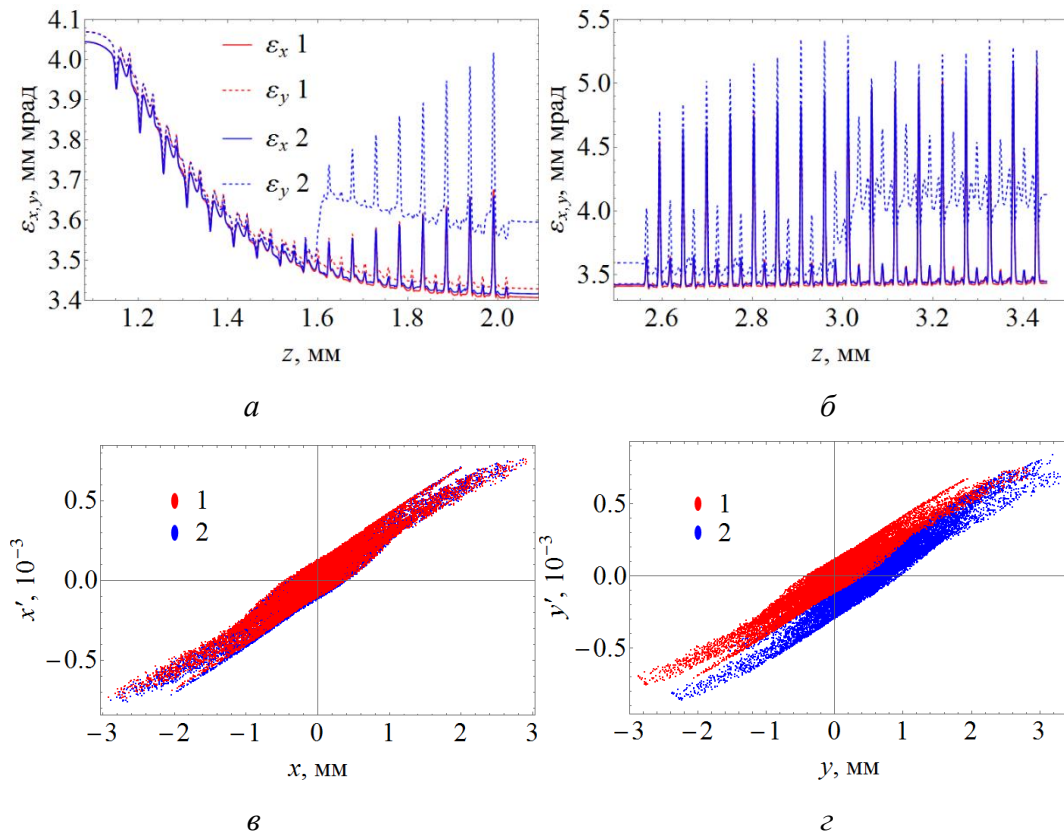 4.1
4.0
3.9
3.8
3.7
3.6
3.5
3.4
εx,y, мм мрад
εx 1
εy 1
εx 2
εy 2
1.2 1.4 1.6 1.8 2.0
z, мм
а
5.5
5.0
4.5
4.0
3.5
εx,y, мм мрад
2.6 2.8 3.0 3.2 3.4
z, мм
б
0.5
0.0
−0.5
x′, 10−3
1
2
−3 −2 −1 0 1 2 3
x, мм
в
0.5
0.0
−0.5
y′, 10−3
1
2
−3 −2 −1 0 1 2 3
y, мм
г